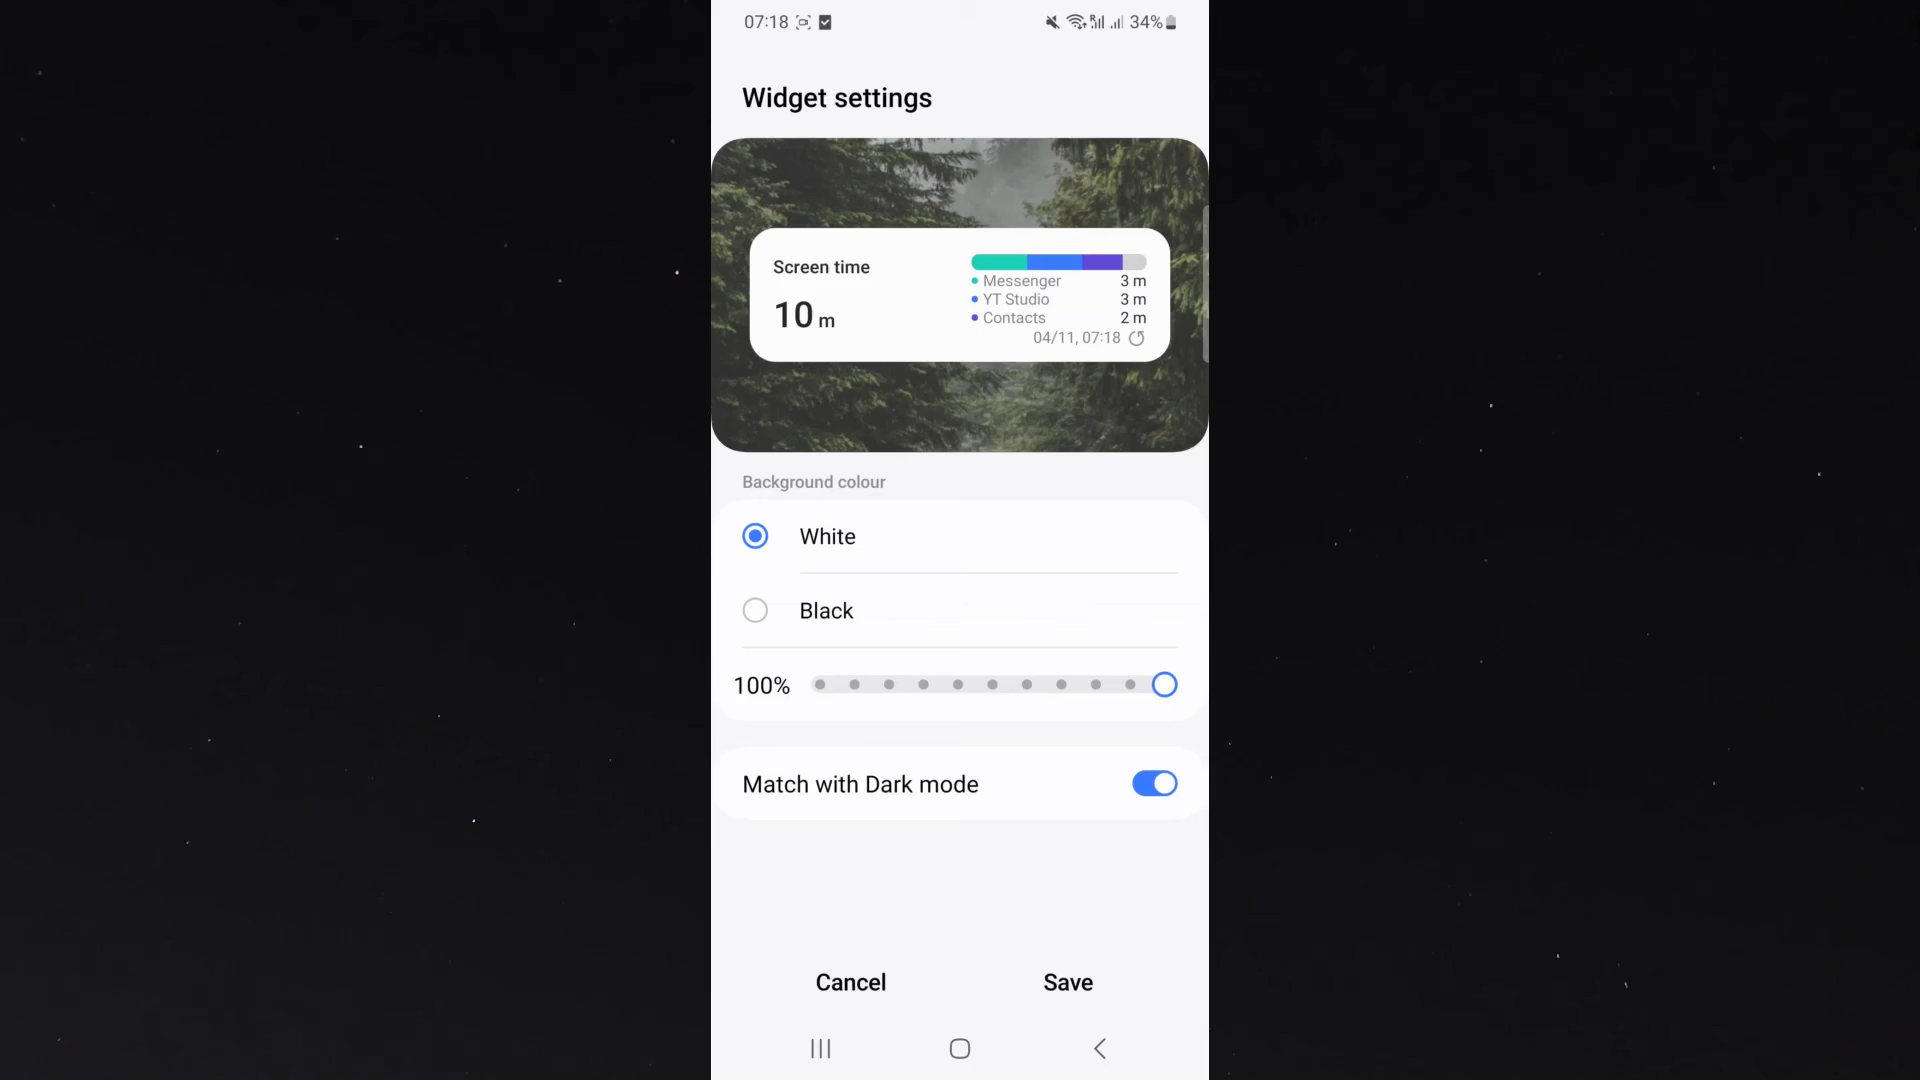 07:18 34%
Widget settings
Screen time
10 m
Messenger 3 m
YT Studio 3 m
Contacts 2 m
04/11, 07:18
Background colour
White
Black
100%
Match with Dark mode
Cancel Save